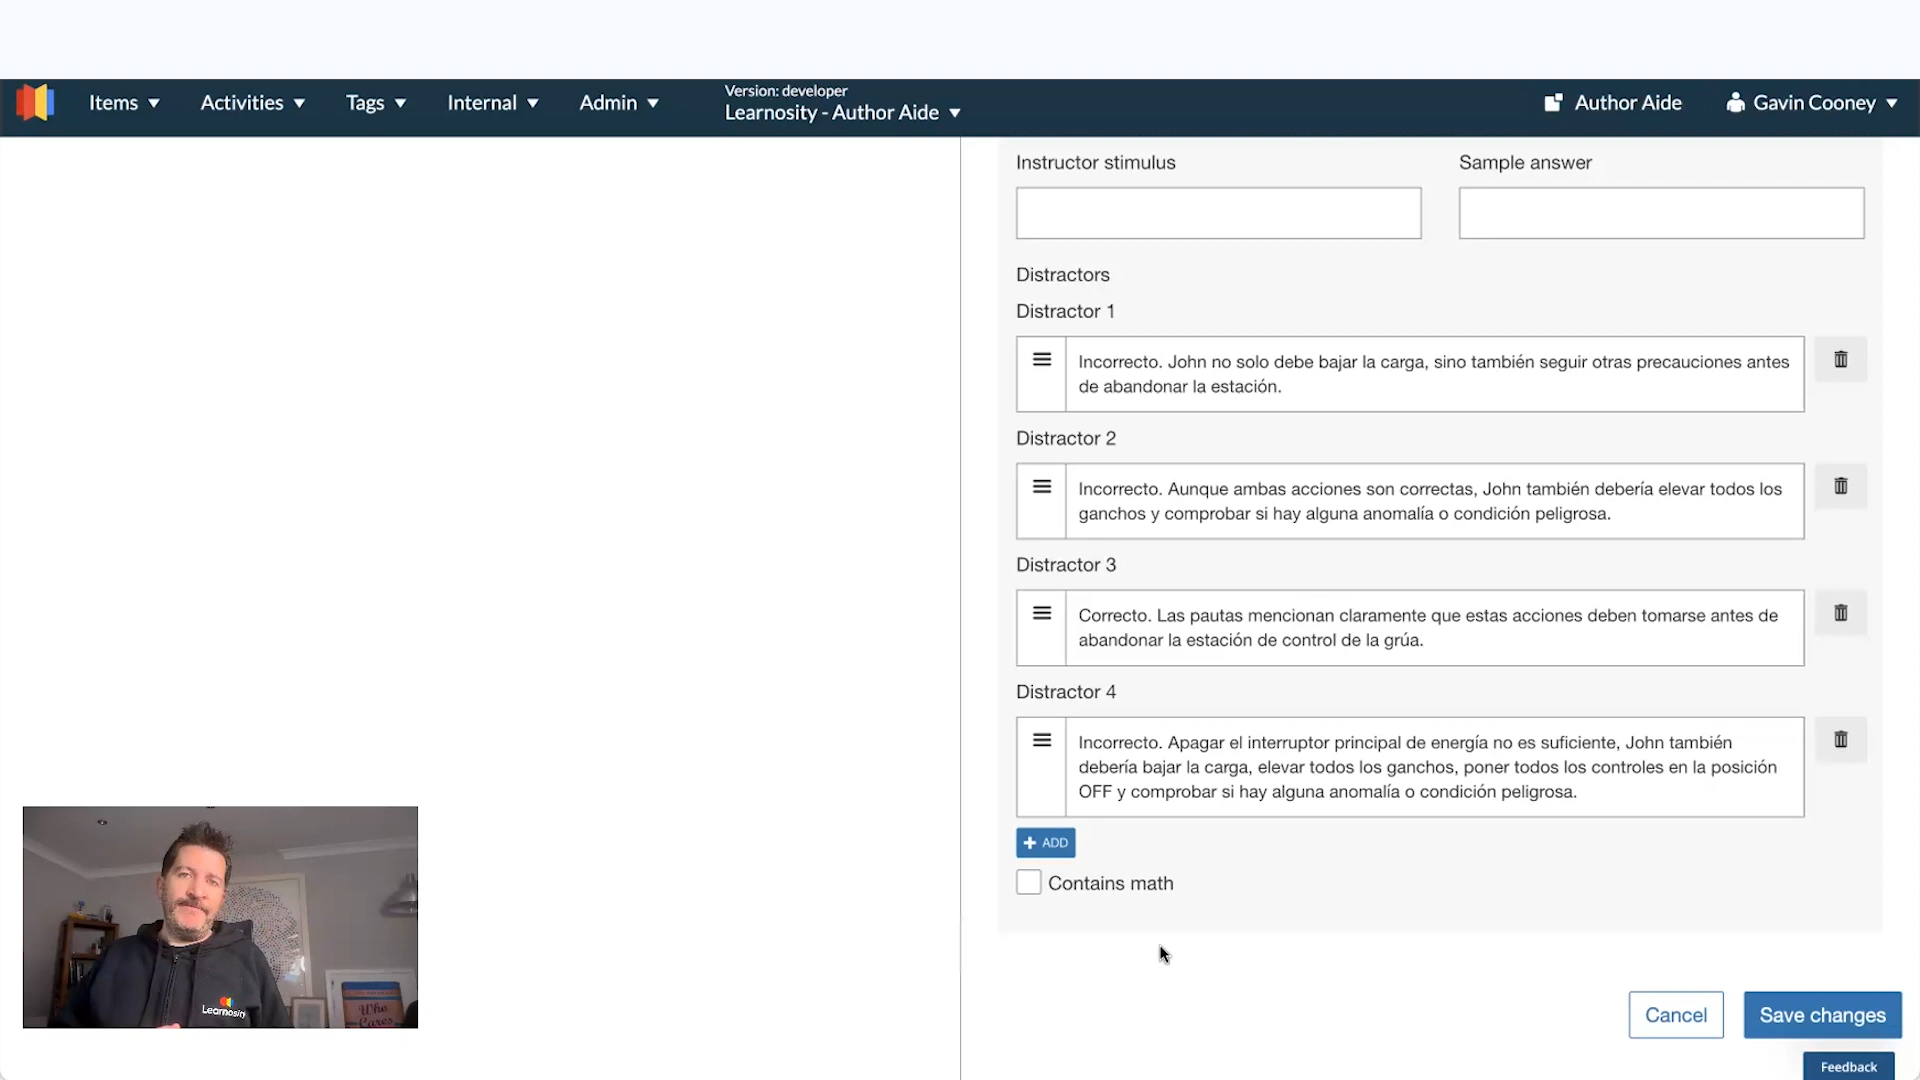 Items
Activities
Tags
Internal
Admin
Version: developer
Learnosity - Author Aide
Author Aide
Gavin Cooney
Instructor stimulus
Sample answer
Distractors
Distractor 1
Incorrecto. John no solo debe bajar la carga, sino también seguir otras precauciones antes
de abandonar la estación.
Distractor 2
Incorrecto. Aunque ambas acciones son correctas, John también debería elevar todos los
ganchos y comprobar si hay alguna anomalía o condición peligrosa.
Distractor 3
Correcto. Las pautas mencionan claramente que estas acciones deben tomarse antes de
abandonar la estación de control de la grúa.
Distractor 4
Incorrecto. Apagar el interruptor principal de energía no es suficiente, John también
debería bajar la carga, elevar todos los ganchos, poner todos los controles en la posición
OFF y comprobar si hay alguna anomalía o condición peligrosa.
+ ADD
Contains math
Learnosity
Who
Cares
Cancel
Save changes
Feedback